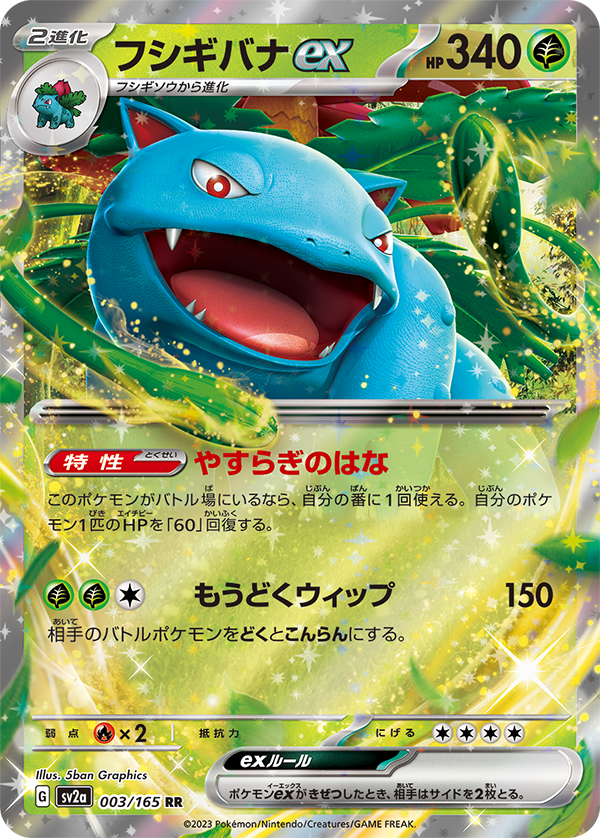 2進化
フシギバナex
HP340
フシギソウから進化
特性 とくせい
やすらぎのはな
このポケモンがバトル場にいるなら、自分の番に1回使える。自分のポケ
モン1匹のHPを「60」回復する。
もうどくウィップ 150
相手のバトルポケモンをどくとこんらんにする。
弱点 ×2 抵抗力 にげる
exルール
ポケモンexがきぜつしたとき、相手はサイドを2枚とる。
Illus. 5ban Graphics
G sv2a 003/165 RR
©2023 Pokémon/Nintendo/Creatures/GAME FREAK.